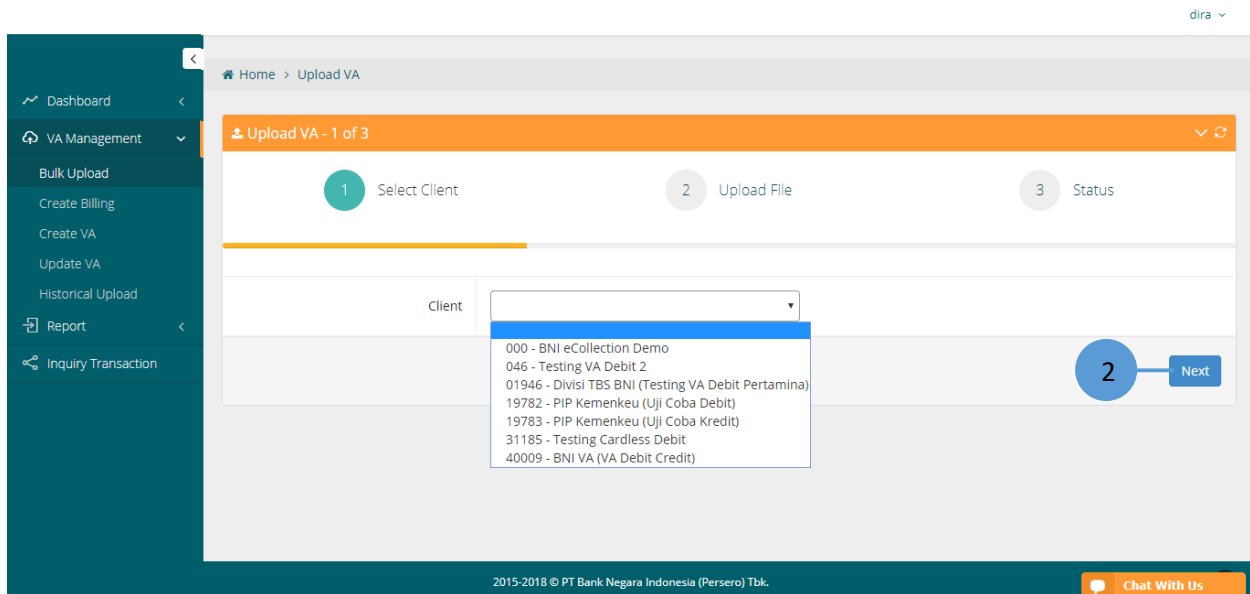 dira
Home > Upload VA
Dashboard
VA Management
Bulk Upload
Create Billing
Create VA
Update VA
Historical Upload
Report
Inquiry Transaction
Upload VA - 1 of 3
1 Select Client
2 Upload File
3 Status
Client
000 - BNI eCollection Demo
046 - Testing VA Debit 2
01946 - Divisi TBS BNI (Testing VA Debit Pertamina)
19782 - PIP Kemenkeu (Uji Coba Debit)
19783 - PIP Kemenkeu (Uji Coba Kredit)
31185 - Testing Cardless Debit
40009 - BNI VA (VA Debit Credit)
2 Next
2015-2018 © PT Bank Negara Indonesia (Persero) Tbk.
Chat With Us